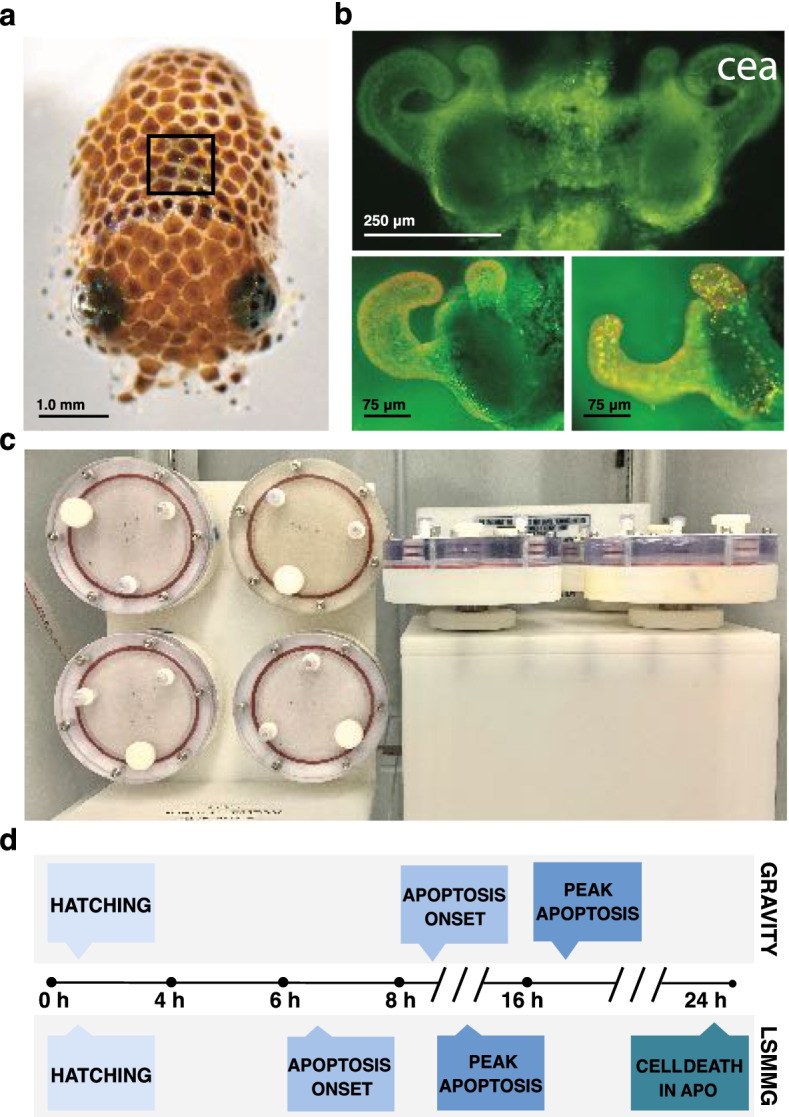 a
b
cea
250 µm
1.0 mm
75 µm
75 µm
c
d
HATCHING
APOPTOSIS
ONSET
PEAK
APOPTOSIS
GRAVITY
0 h
4 h
6 h
8 h
16 h
24 h
HATCHING
APOPTOSIS
ONSET
PEAK
APOPTOSIS
CELLDEATH
IN APO
LSMMG